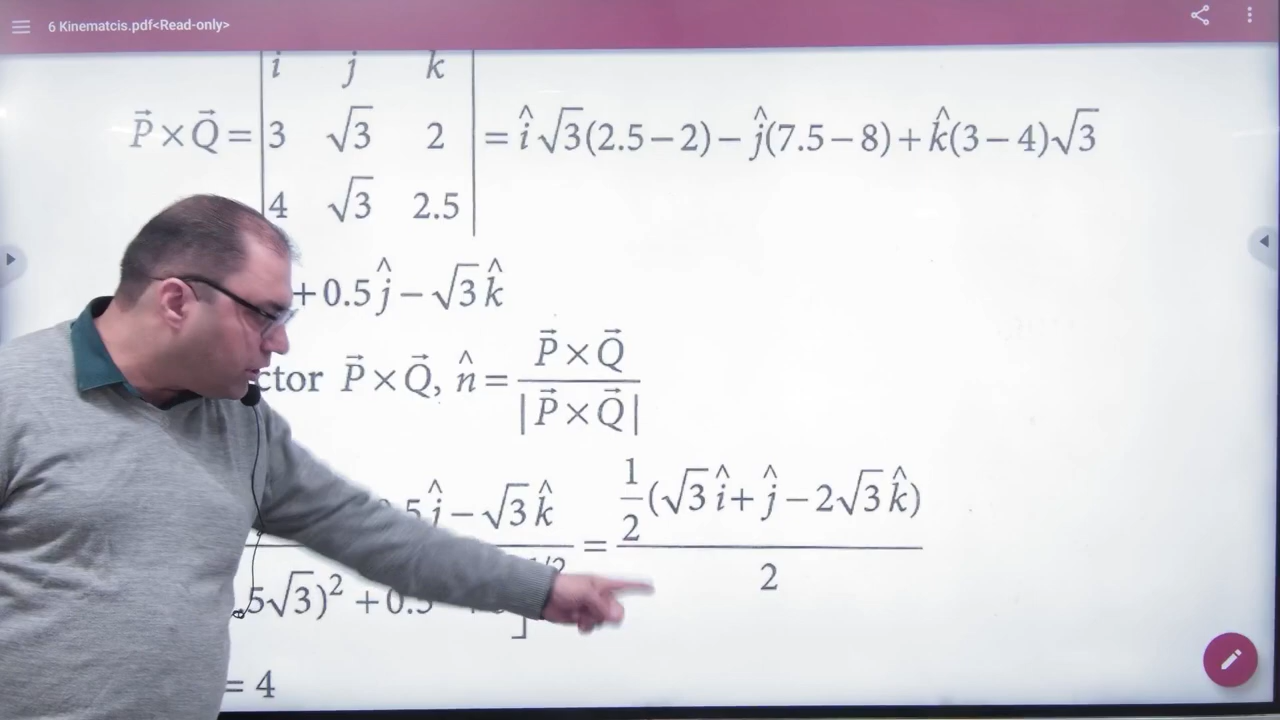 6 Kinematcis.pdf<Read-only>
i j k
P⃗ × Q⃗ = | 3 √3 2 | = î√3(2.5 − 2) − ĵ(7.5 − 8) + k̂(3 − 4)√3
4 √3 2.5
+ 0.5ĵ − √3k̂
P⃗ × Q⃗, n̂ = P⃗ × Q⃗ / |P⃗ × Q⃗|
5ĵ − √3k̂ = 1/2(√3î + ĵ − 2√3k̂)
5√3)² + 0.5 ] 2
= 4